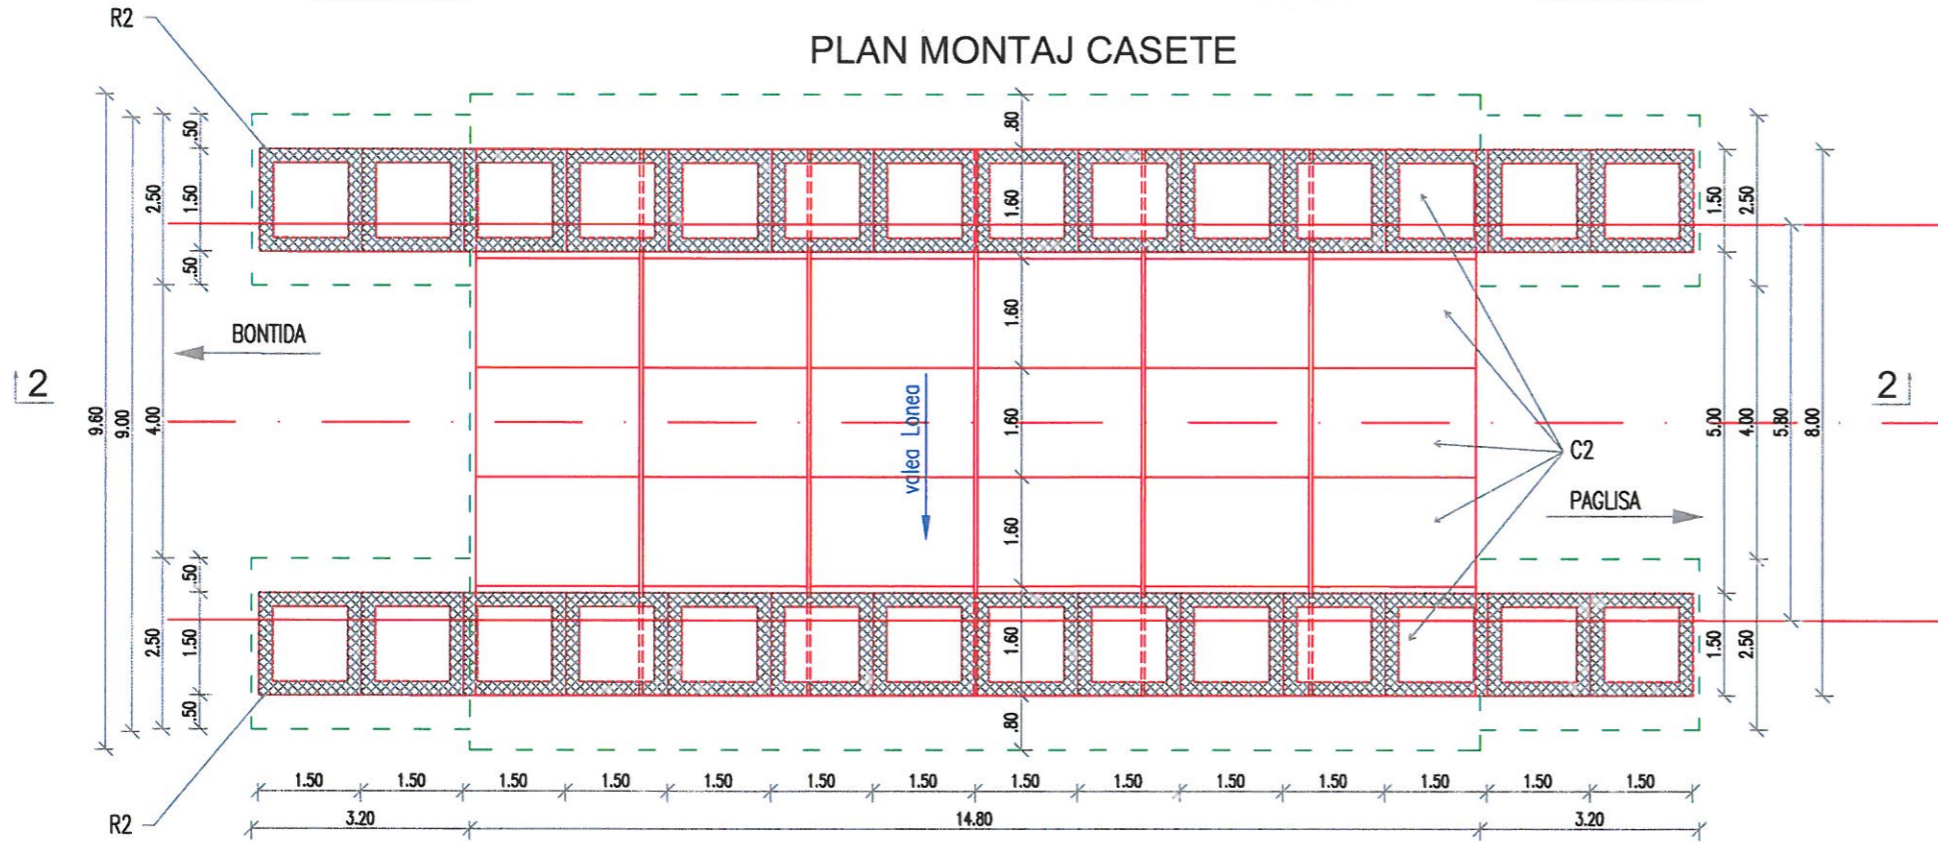 R2
PLAN MONTAJ CASETE
.50 .80
2.50 1.50 1.60 1.50 2.50
.50
BONTIDA 1.60
2 2
9.60 9.00 4.00 valea Lonea 1.60 5.00 4.00 5.80 8.00
C2
PAGLISA
1.60
.50
2.50 1.50 1.60 1.50 2.50
.50 .80
1.50 1.50 1.50 1.50 1.50 1.50 1.50 1.50 1.50 1.50 1.50 1.50 1.50 1.50
R2 3.20 14.80 3.20